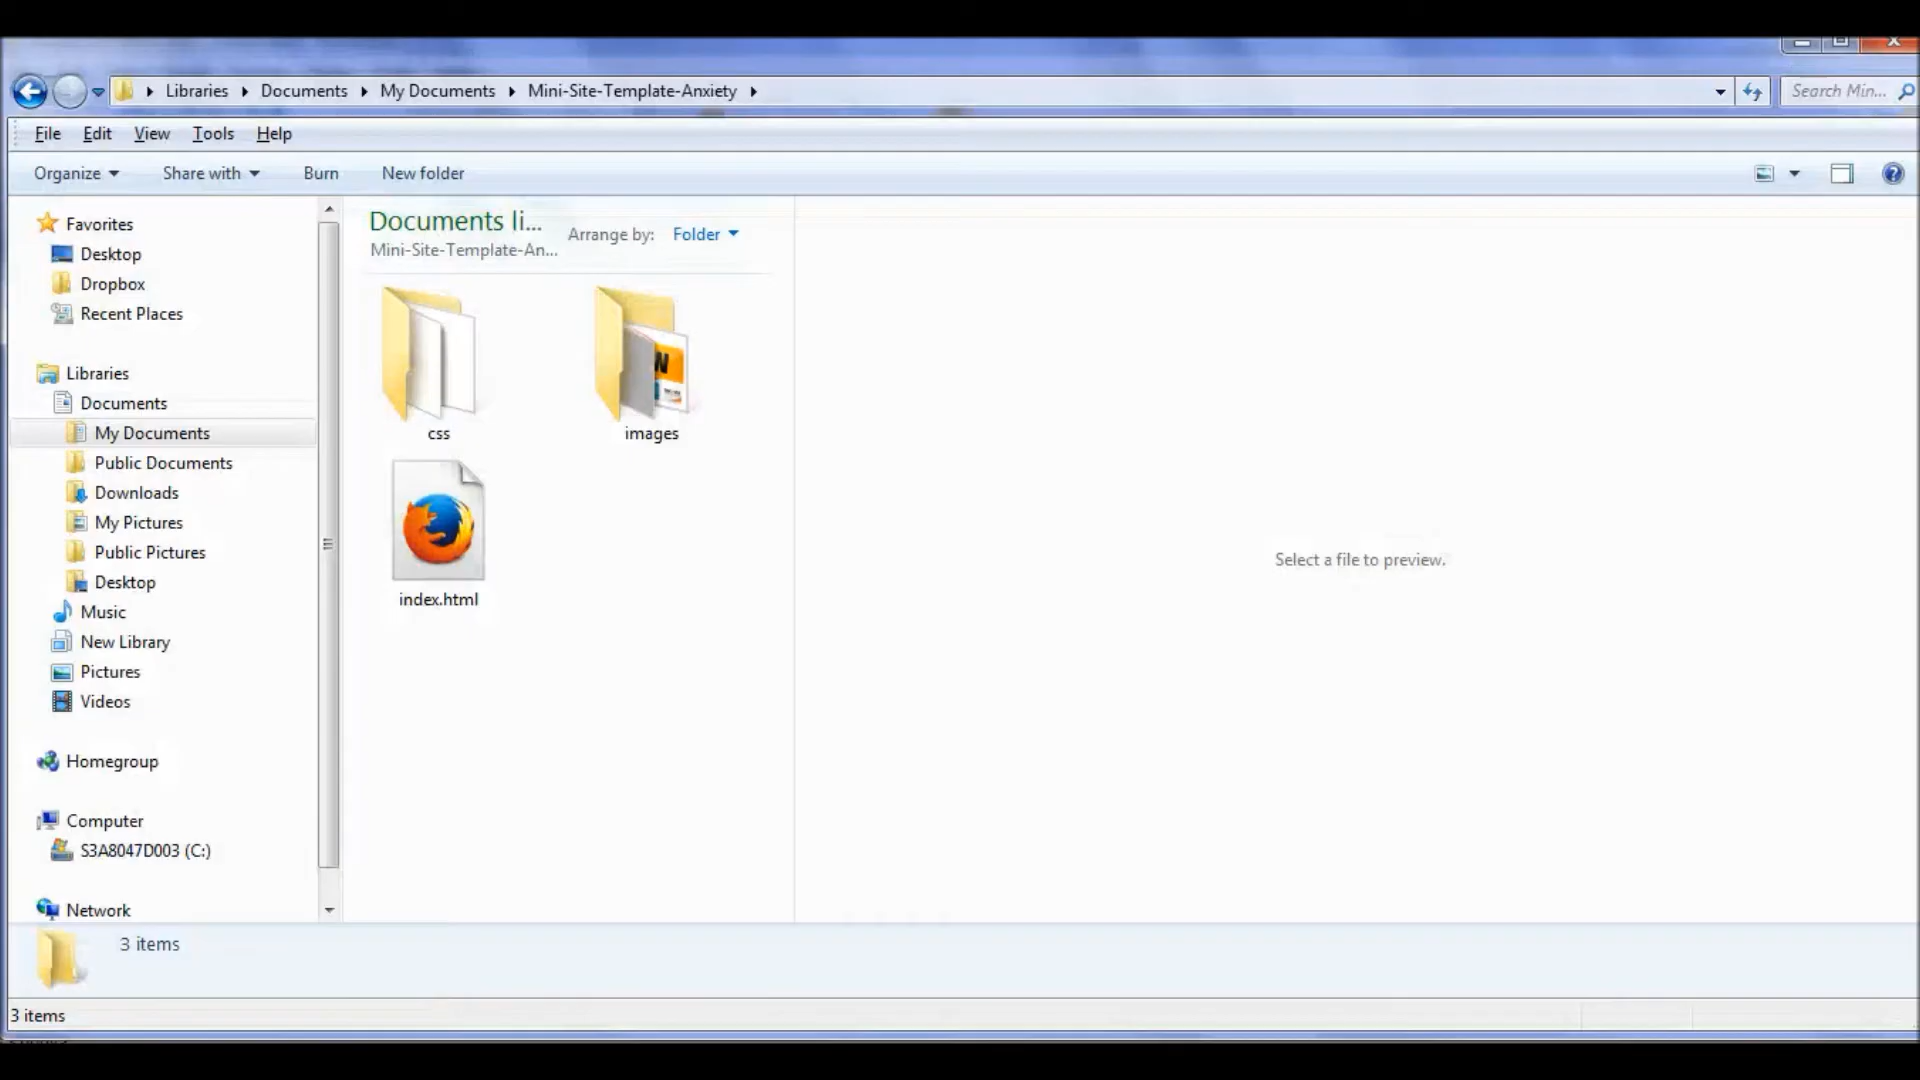 Libraries Documents My Documents Mini-Site-Template-Anxiety
Search Min...
File Edit View Tools Help
Organize Share with Burn New folder
Favorites
Desktop
Dropbox
Recent Places
Libraries
Documents
My Documents
Public Documents
Downloads
My Pictures
Public Pictures
Desktop
Music
New Library
Pictures
Videos
Homegroup
Computer
S3A8047D003 (C:)
Network
Documents li...
Mini-Site-Template-An...
Arrange by: Folder
css
images
index.html
Select a file to preview.
3 items
3 items